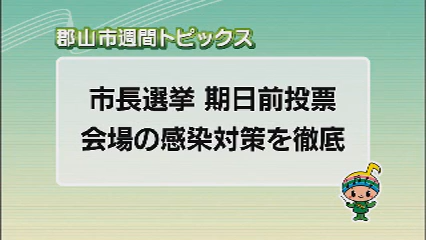 郡山市週間トピックス
市長選挙 期日前投票
会場の感染対策を徹底